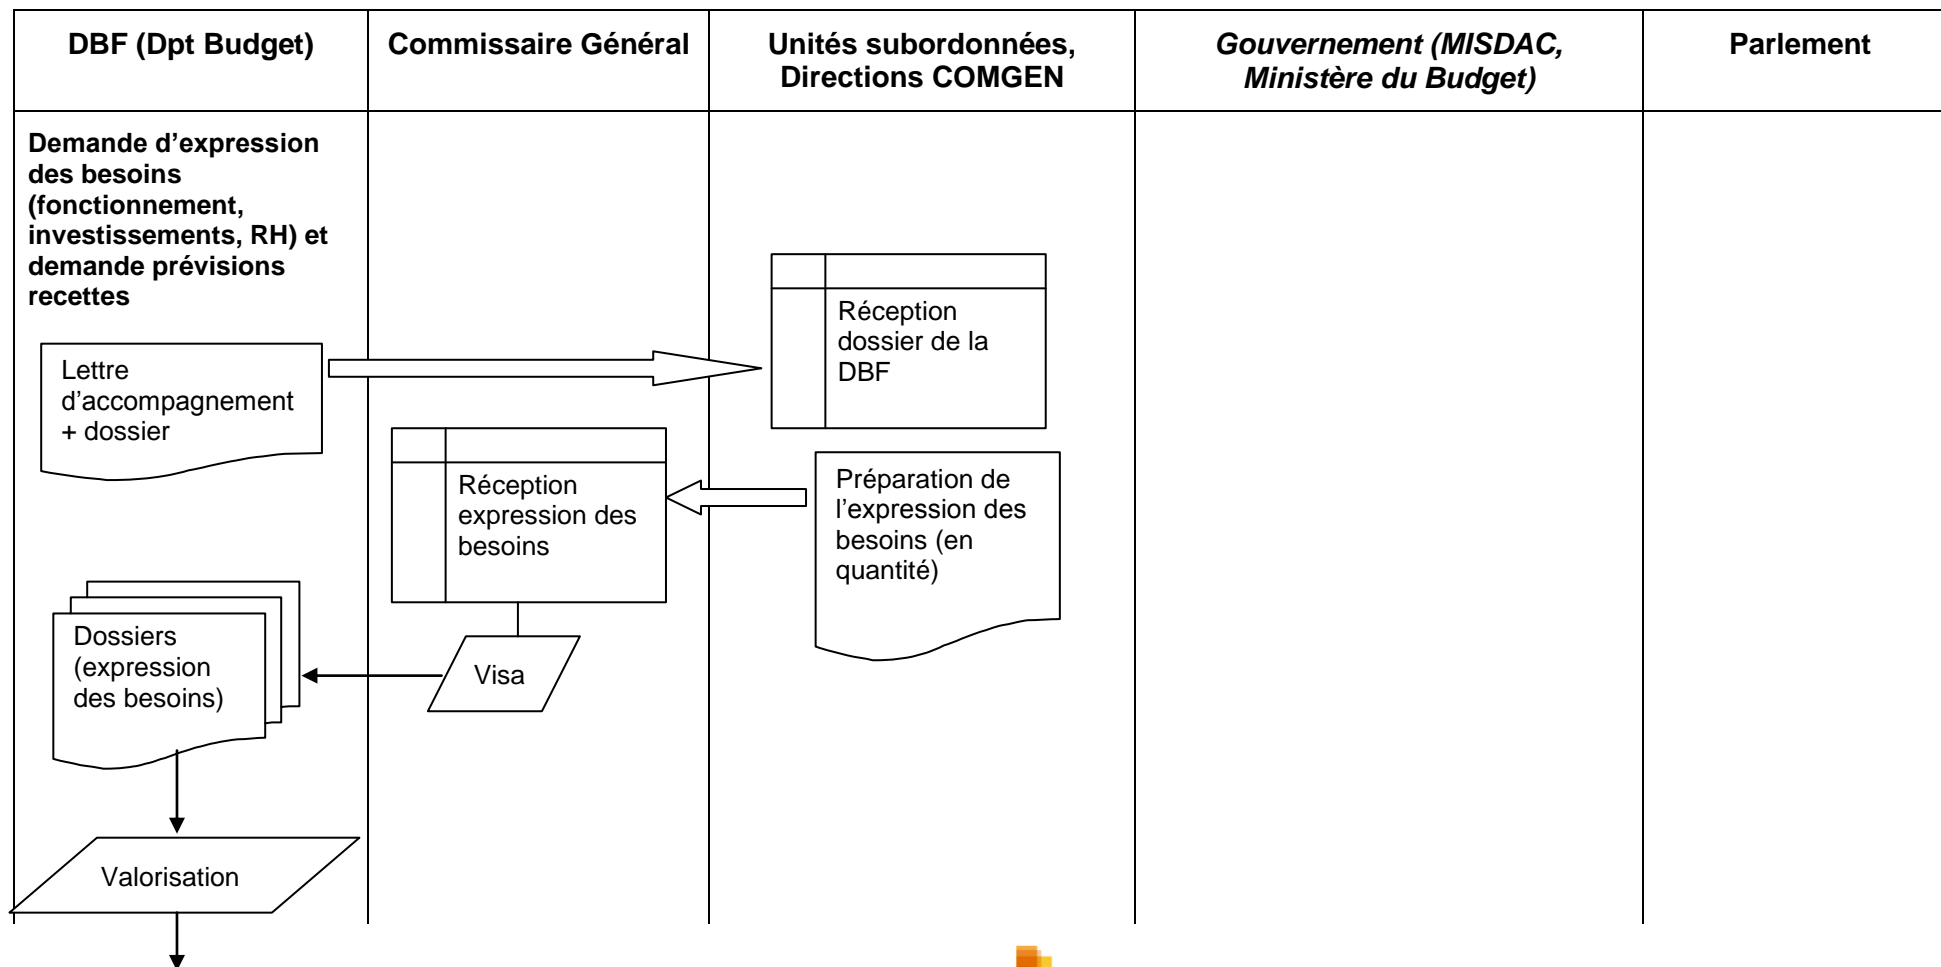 DBF (Dpt Budget)
Commissaire Général
Unités subordonnées,
Directions COMGEN
Gouvernement (MISDAC,
Ministère du Budget)
Parlement
Demande d’expression
des besoins
(fonctionnement,
investissements, RH) et
demande prévisions
recettes
Lettre
d’accompagnement
+ dossier
Réception
dossier de la
DBF
Préparation de
l’expression des
besoins (en
quantité)
Réception
expression des
besoins
Visa
Dossiers
(expression
des besoins)
Valorisation